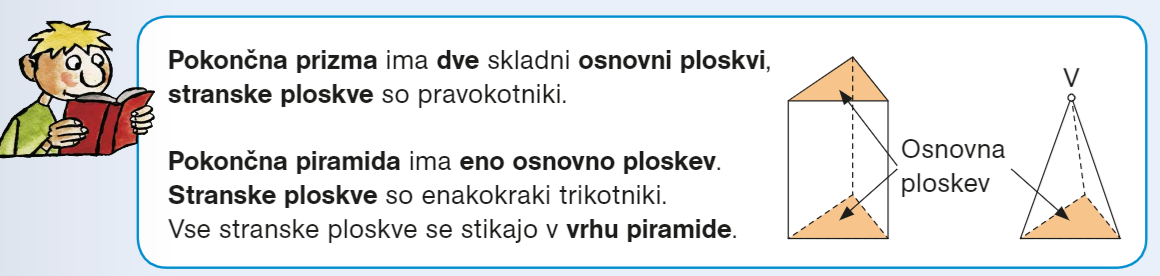 Pokončna prizma ima dve skladni osnovni ploskvi,
stranske ploskve so pravokotniki.
Pokončna piramida ima eno osnovno ploskev.
Stranske ploskve so enakokraki trikotniki.
Vse stranske ploskve se stikajo v vrhu piramide.
V
Osnovna
ploskev